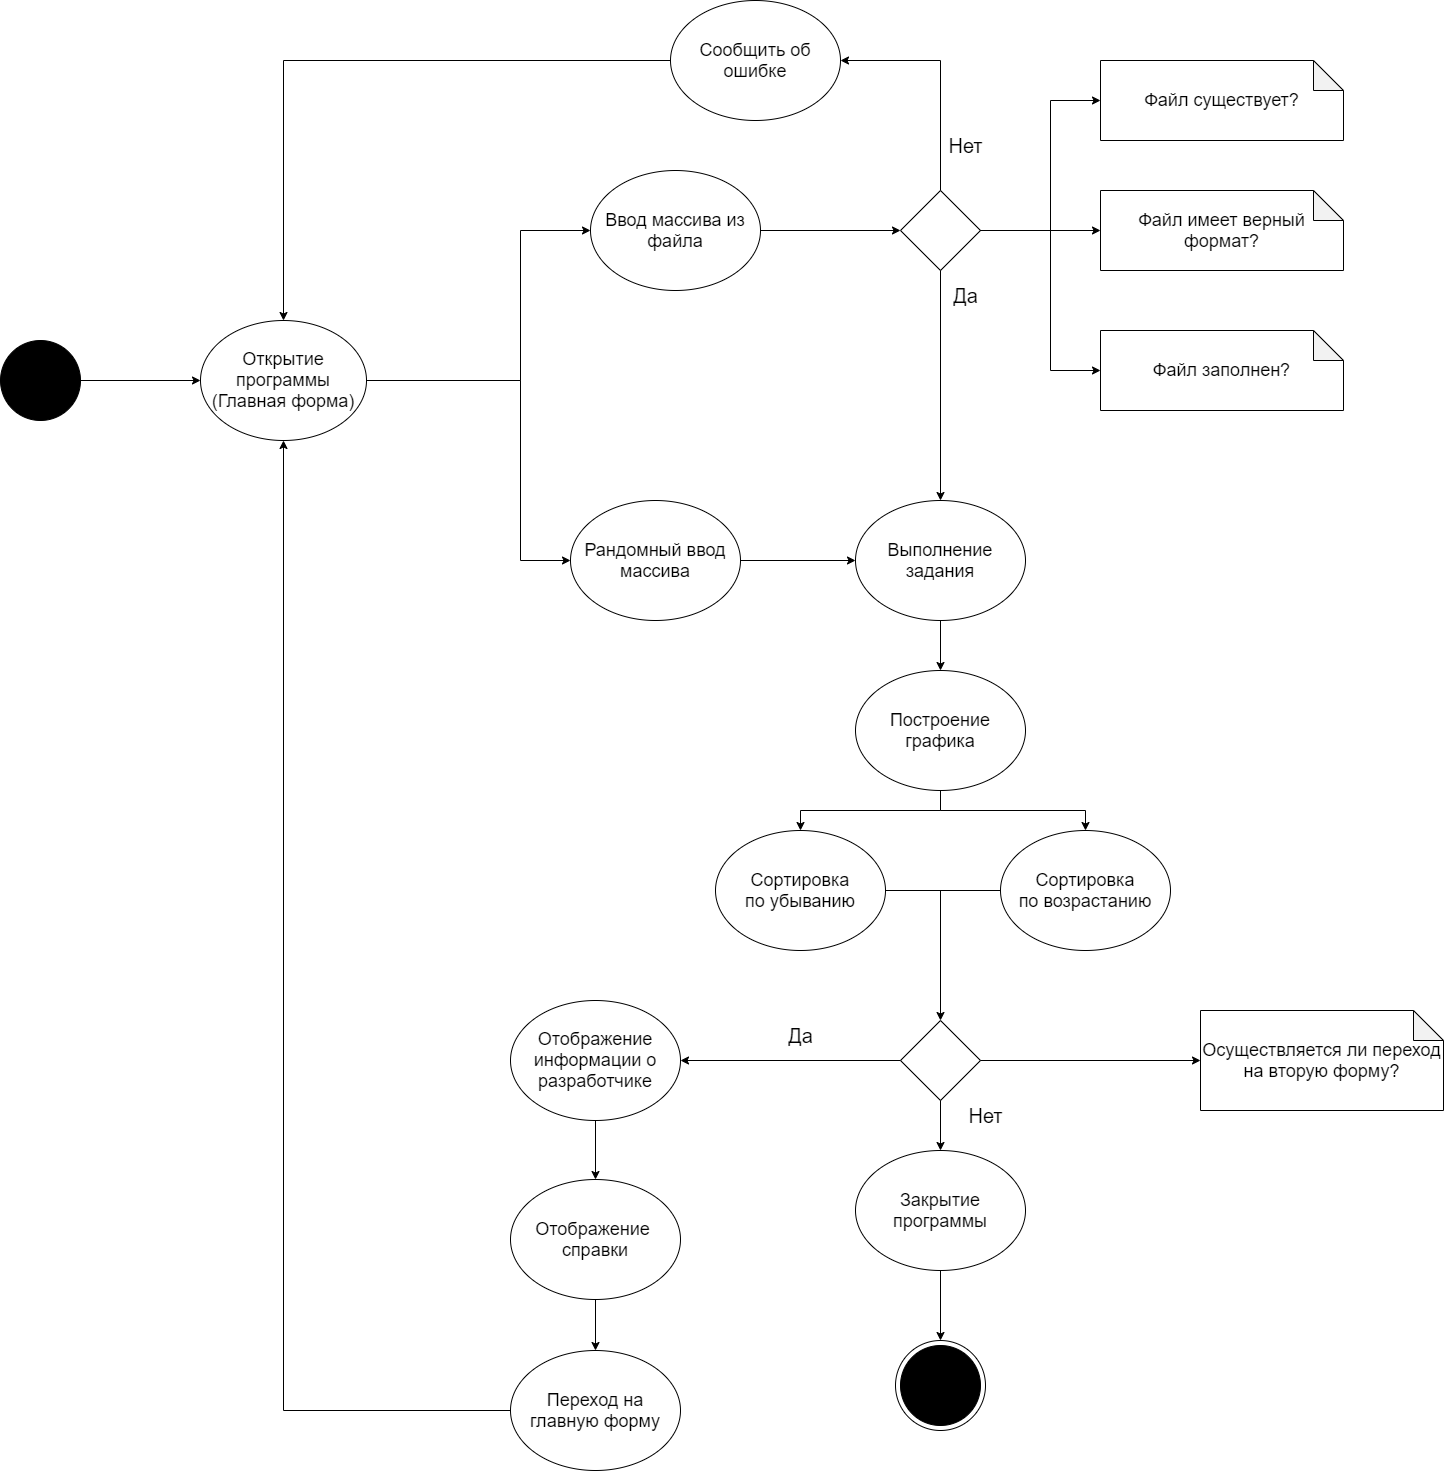 Сообщить об
ошибке
Файл существует?
Нет
Ввод массива из
файла
Файл имеет верный
формат?
Да
Открытие
программы
(Главная форма)
Файл заполнен?
Рандомный ввод
массива
Выполнение
задания
Построение
графика
Сортировка
по убыванию
Сортировка
по возрастанию
Отображение
информации о
разработчике
Да
Осуществляется ли переход
на вторую форму?
Нет
Закрытие
программы
Отображение
справки
Переход на
главную форму